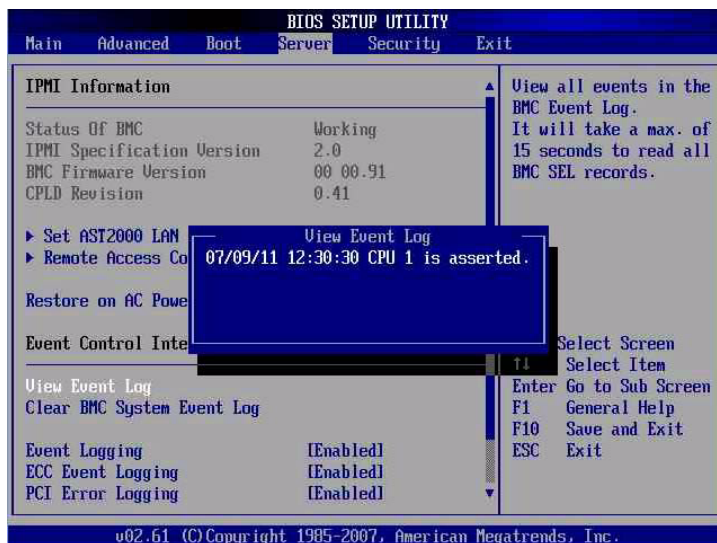 BIOS SETUP UTILITY
Main Advanced Boot Server Security Exit
IPMI Information
Status Of BMC Working
IPMI Specification Version 2.0
BMC Firmware Version 00 00.91
CPLD Revision 0.41
▶ Set AST2000 LAN
▶ Remote Access Co
Restore on AC Powe
Event Control Inte
View Event Log
Clear BMC System Event Log
Event Logging [Enabled]
ECC Event Logging [Enabled]
PCI Error Logging [Enabled]
View Event Log
07/09/11 12:30:30 CPU 1 is asserted.
View all events in the
BMC Event Log.
It will take a max. of
15 seconds to read all
BMC SEL records.
Select Screen
↑↓ Select Item
Enter Go to Sub Screen
F1 General Help
F10 Save and Exit
ESC Exit
v02.61 (C)Copyright 1985-2007, American Megatrends, Inc.